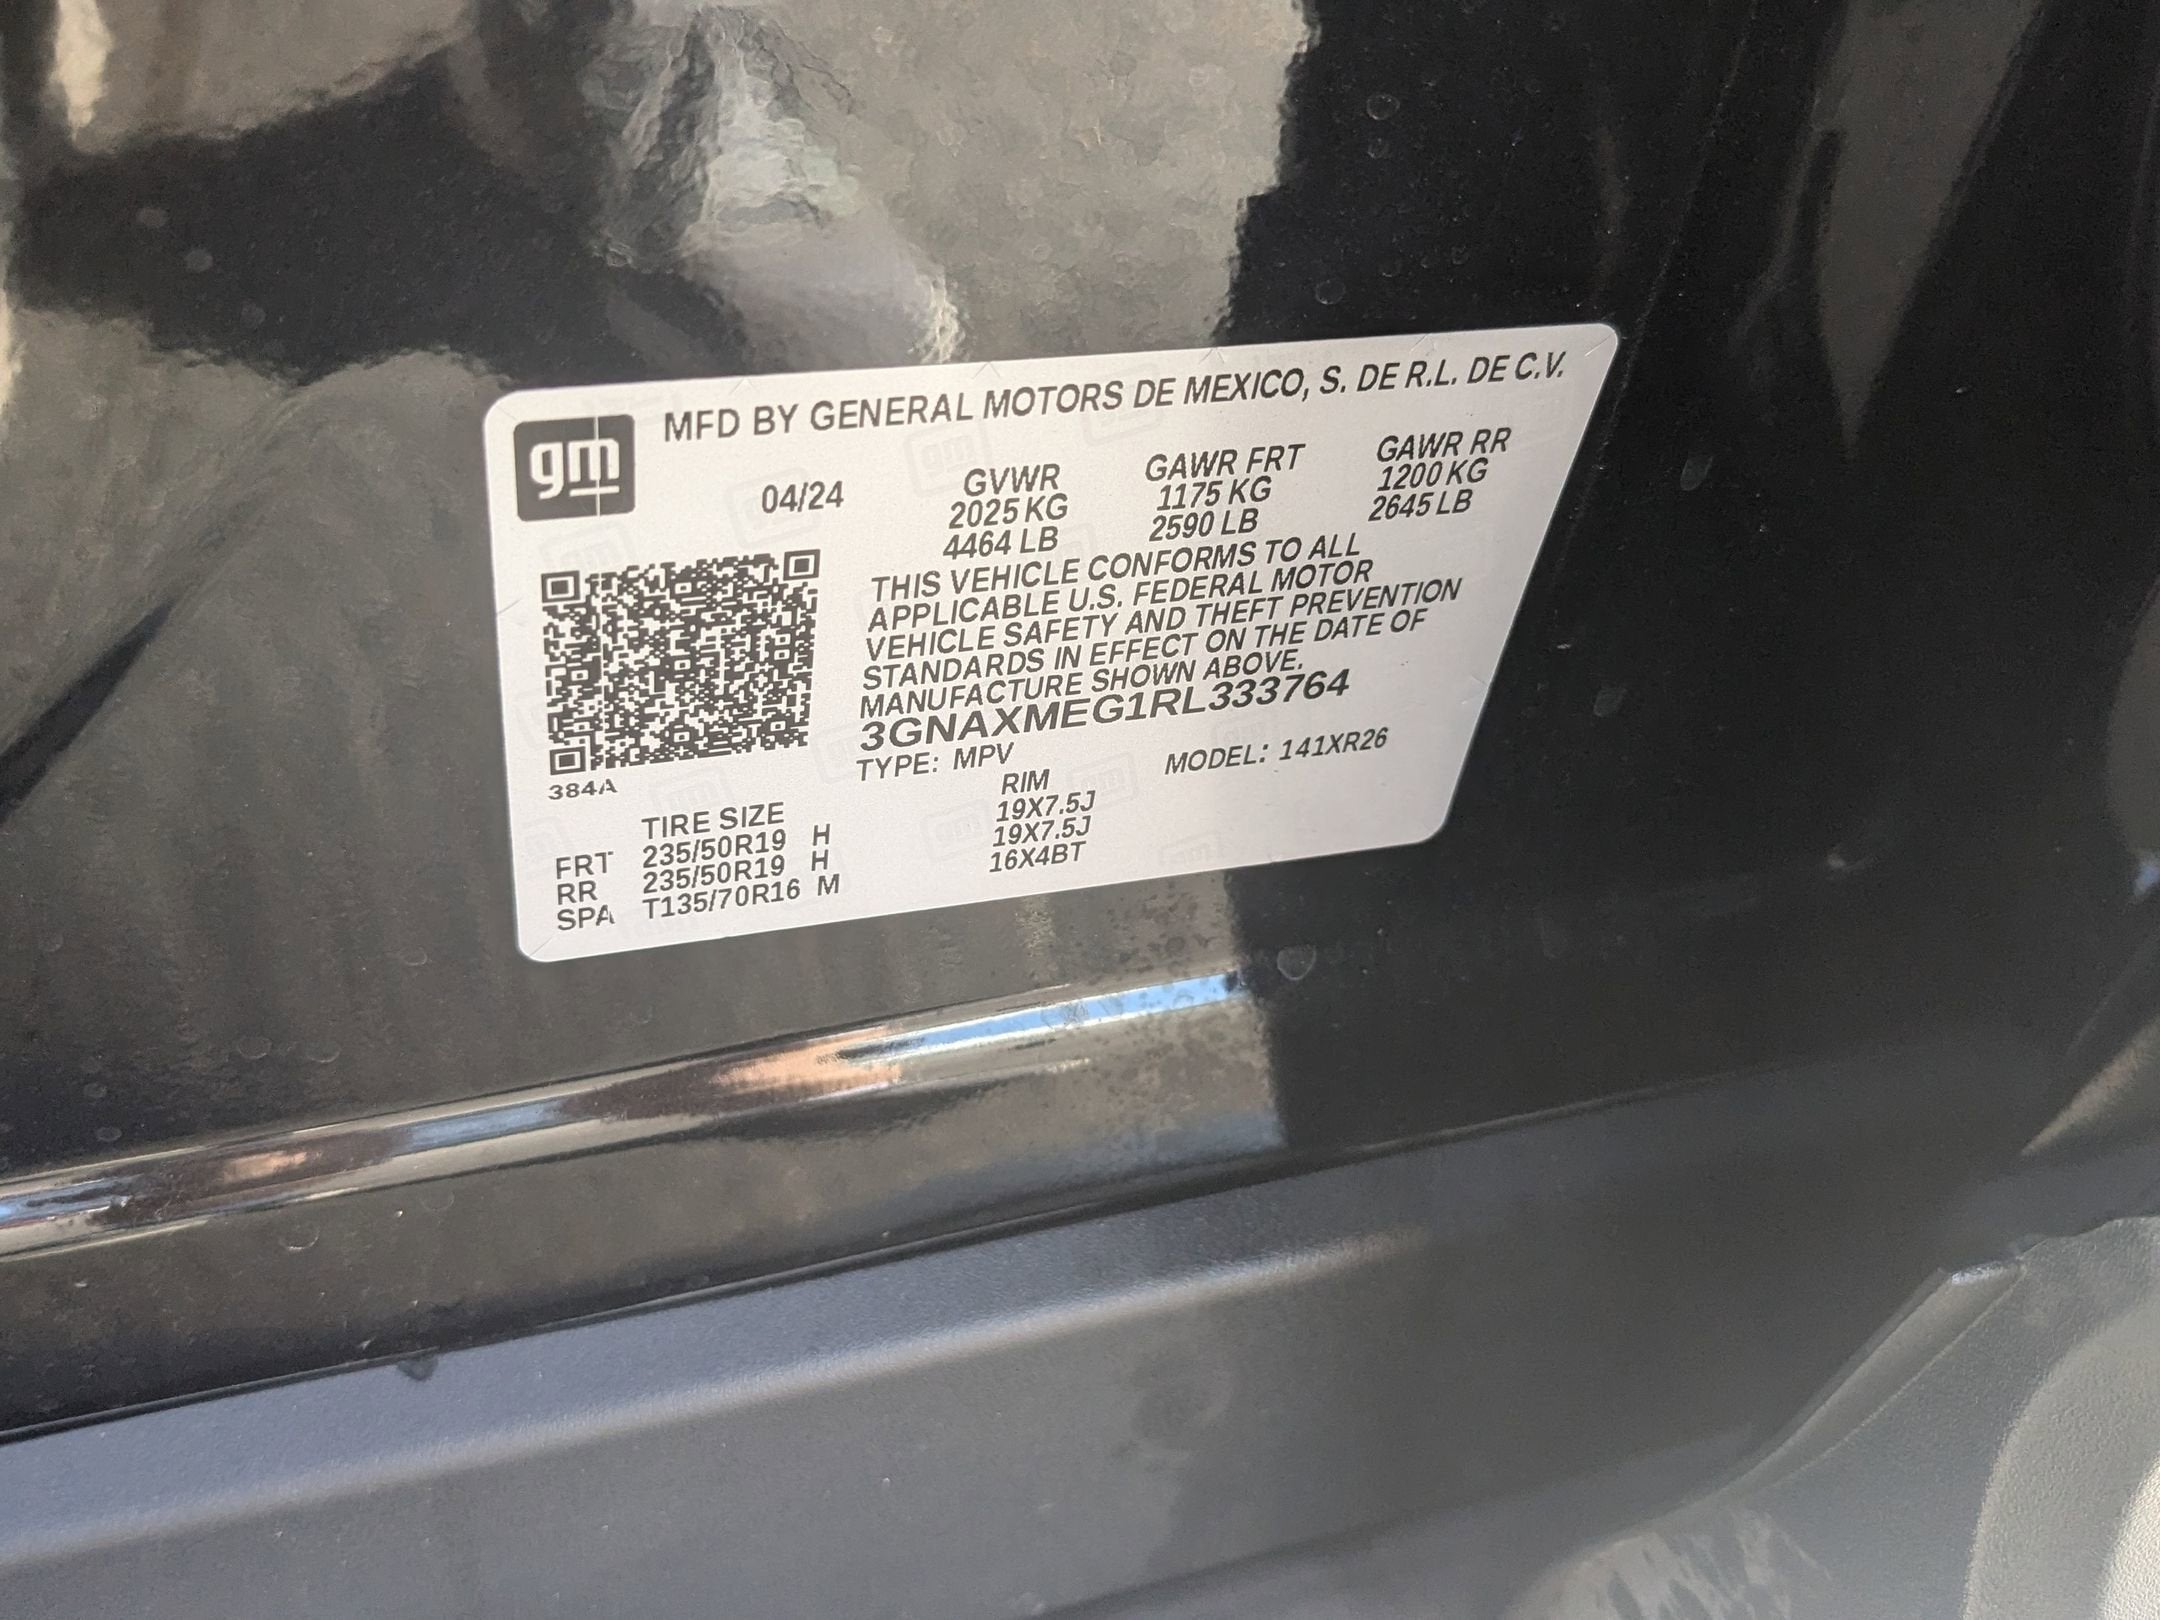 gm
MFD BY GENERAL MOTORS DE MEXICO, S. DE R.L. DE C.V.
04/24 GVWR GAWR FRT GAWR RR
2025 KG 1175 KG 1200 KG
4464 LB 2590 LB 2645 LB
THIS VEHICLE CONFORMS TO ALL
APPLICABLE U.S. FEDERAL MOTOR
VEHICLE SAFETY AND THEFT PREVENTION
STANDARDS IN EFFECT ON THE DATE OF
MANUFACTURE SHOWN ABOVE.
3GNAXMEG1RL333764
TYPE: MPV MODEL: 141XR26
384A
TIRE SIZE RIM
FRT 235/50R19 H 19X7.5J
RR 235/50R19 H 19X7.5J
SPA T135/70R16 M 16X4BT